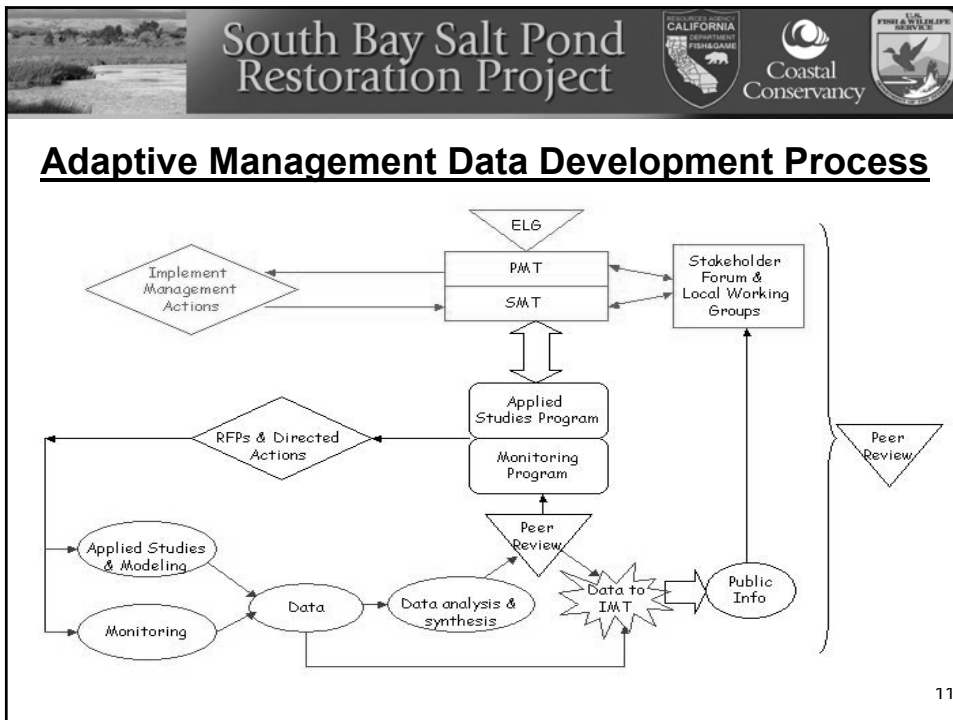 South Bay Salt Pond
Restoration Project
RESOURCES AGENCY
CALIFORNIA
DEPARTMENT
FISH&GAME
Coastal
Conservancy
U.S.
FISH & WILDLIFE
SERVICE
Adaptive Management Data Development Process
ELG
PMT
SMT
Implement
Management
Actions
Stakeholder
Forum &
Local Working
Groups
Applied
Studies Program
Monitoring
Program
RFPs & Directed
Actions
Peer
Review
Peer
Review
Applied Studies
& Modeling
Monitoring
Data
Data analysis &
synthesis
Data to
IMT
Public
Info
11